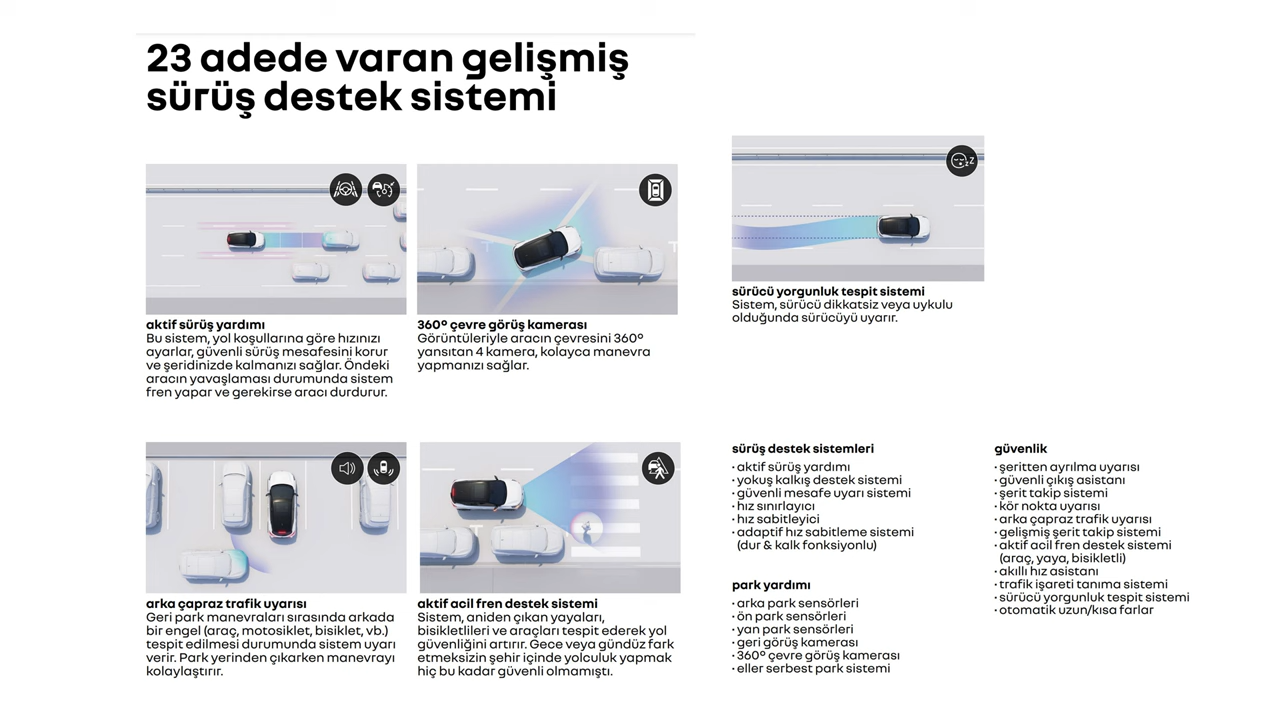 23 adede varan gelişmiş
sürüş destek sistemi
aktif sürüş yardımı
Bu sistem, yol koşullarına göre hızınızı
ayarlar, güvenli sürüş mesafesini korur
ve şeridinizde kalmanızı sağlar. Öndeki
aracın yavaşlaması durumunda sistem
fren yapar ve gerekirse aracı durdurur.
360° çevre görüş kamerası
Görüntüleriyle aracın çevresini 360°
yansıtan 4 kamera, kolayca manevra
yapmanızı sağlar.
sürücü yorgunluk tespit sistemi
Sistem, sürücü dikkatsiz veya uykulu
olduğunda sürücüyü uyarır.
arka çapraz trafik uyarısı
Geri park manevraları sırasında arkada
bir engel (araç, motosiklet, bisiklet, vb.)
tespit edilmesi durumunda sistem uyarı
verir. Park yerinden çıkarken manevrayı
kolaylaştırır.
aktif acil fren destek sistemi
Sistem, aniden çıkan yayaları,
bisikletlileri ve araçları tespit ederek yol
güvenliğini artırır. Gece veya gündüz fark
etmeksizin şehir içinde yolculuk yapmak
hiç bu kadar güvenli olmamıştı.
sürüş destek sistemleri
· aktif sürüş yardımı
· yokuş kalkış destek sistemi
· güvenli mesafe uyarı sistemi
· hız sınırlayıcı
· hız sabitleyici
· adaptif hız sabitleme sistemi
(dur & kalk fonksiyonlu)
park yardımı
· arka park sensörleri
· ön park sensörleri
· yan park sensörleri
· geri görüş kamerası
· 360° çevre görüş kamerası
· eller serbest park sistemi
güvenlik
· şeritten ayrılma uyarısı
· güvenli çıkış asistanı
· şerit takip sistemi
· kör nokta uyarısı
· arka çapraz trafik uyarısı
· gelişmiş şerit takip sistemi
· aktif acil fren destek sistemi
(araç, yaya, bisikletli)
· akıllı hız asistanı
· trafik işareti tanıma sistemi
· sürücü yorgunluk tespit sistemi
· otomatik uzun/kısa farlar